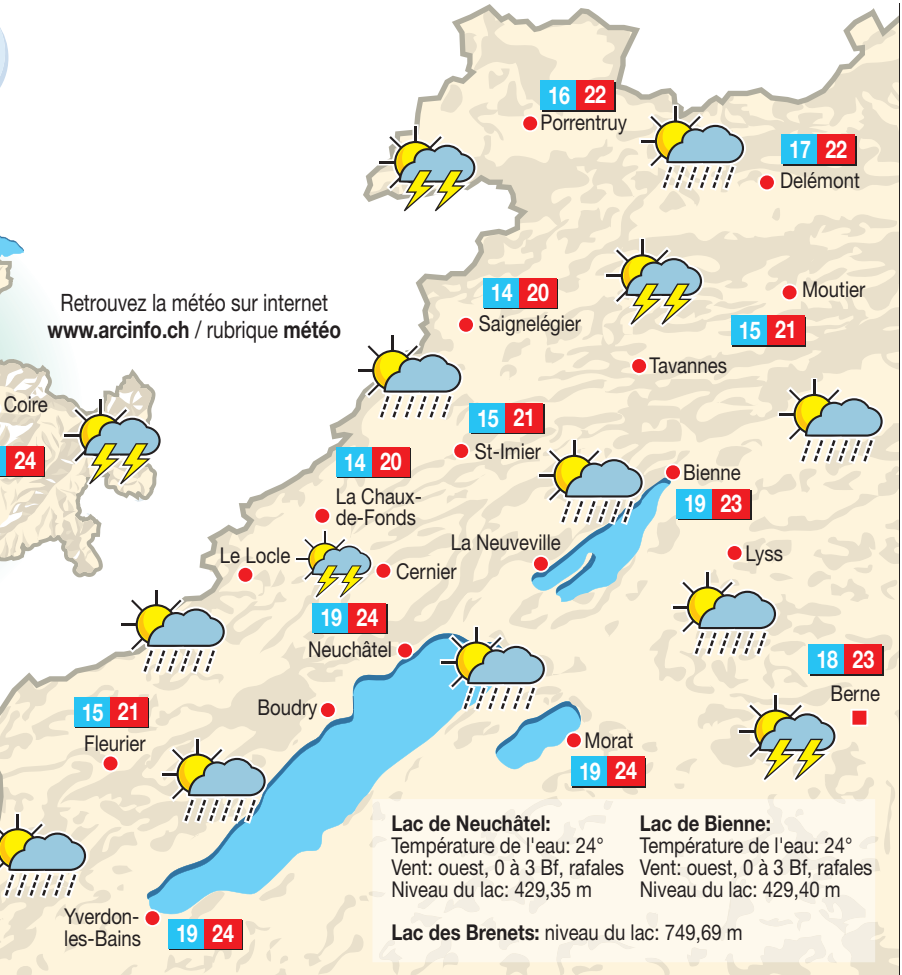 16 22
Porrentruy
17 22
Delémont
Retrouvez la météo sur internet
www.arcinfo.ch / rubrique météo
14 20
Saignelégier
Moutier
15 21
Tavannes
Coire
24
15 21
St-Imier
14 20
La Chaux-
de-Fonds
Bienne
19 23
Le Locle
Cernier
La Neuveville
Lyss
19 24
Neuchâtel
18 23
Berne
15 21
Fleurier
Boudry
Morat
19 24
Lac de Neuchâtel:
Température de l'eau: 24°
Vent: ouest, 0 à 3 Bf, rafales
Niveau du lac: 429,35 m
Lac de Bienne:
Température de l'eau: 24°
Vent: ouest, 0 à 3 Bf, rafales
Niveau du lac: 429,40 m
Lac des Brenets: niveau du lac: 749,69 m
Yverdon-
les-Bains
19 24